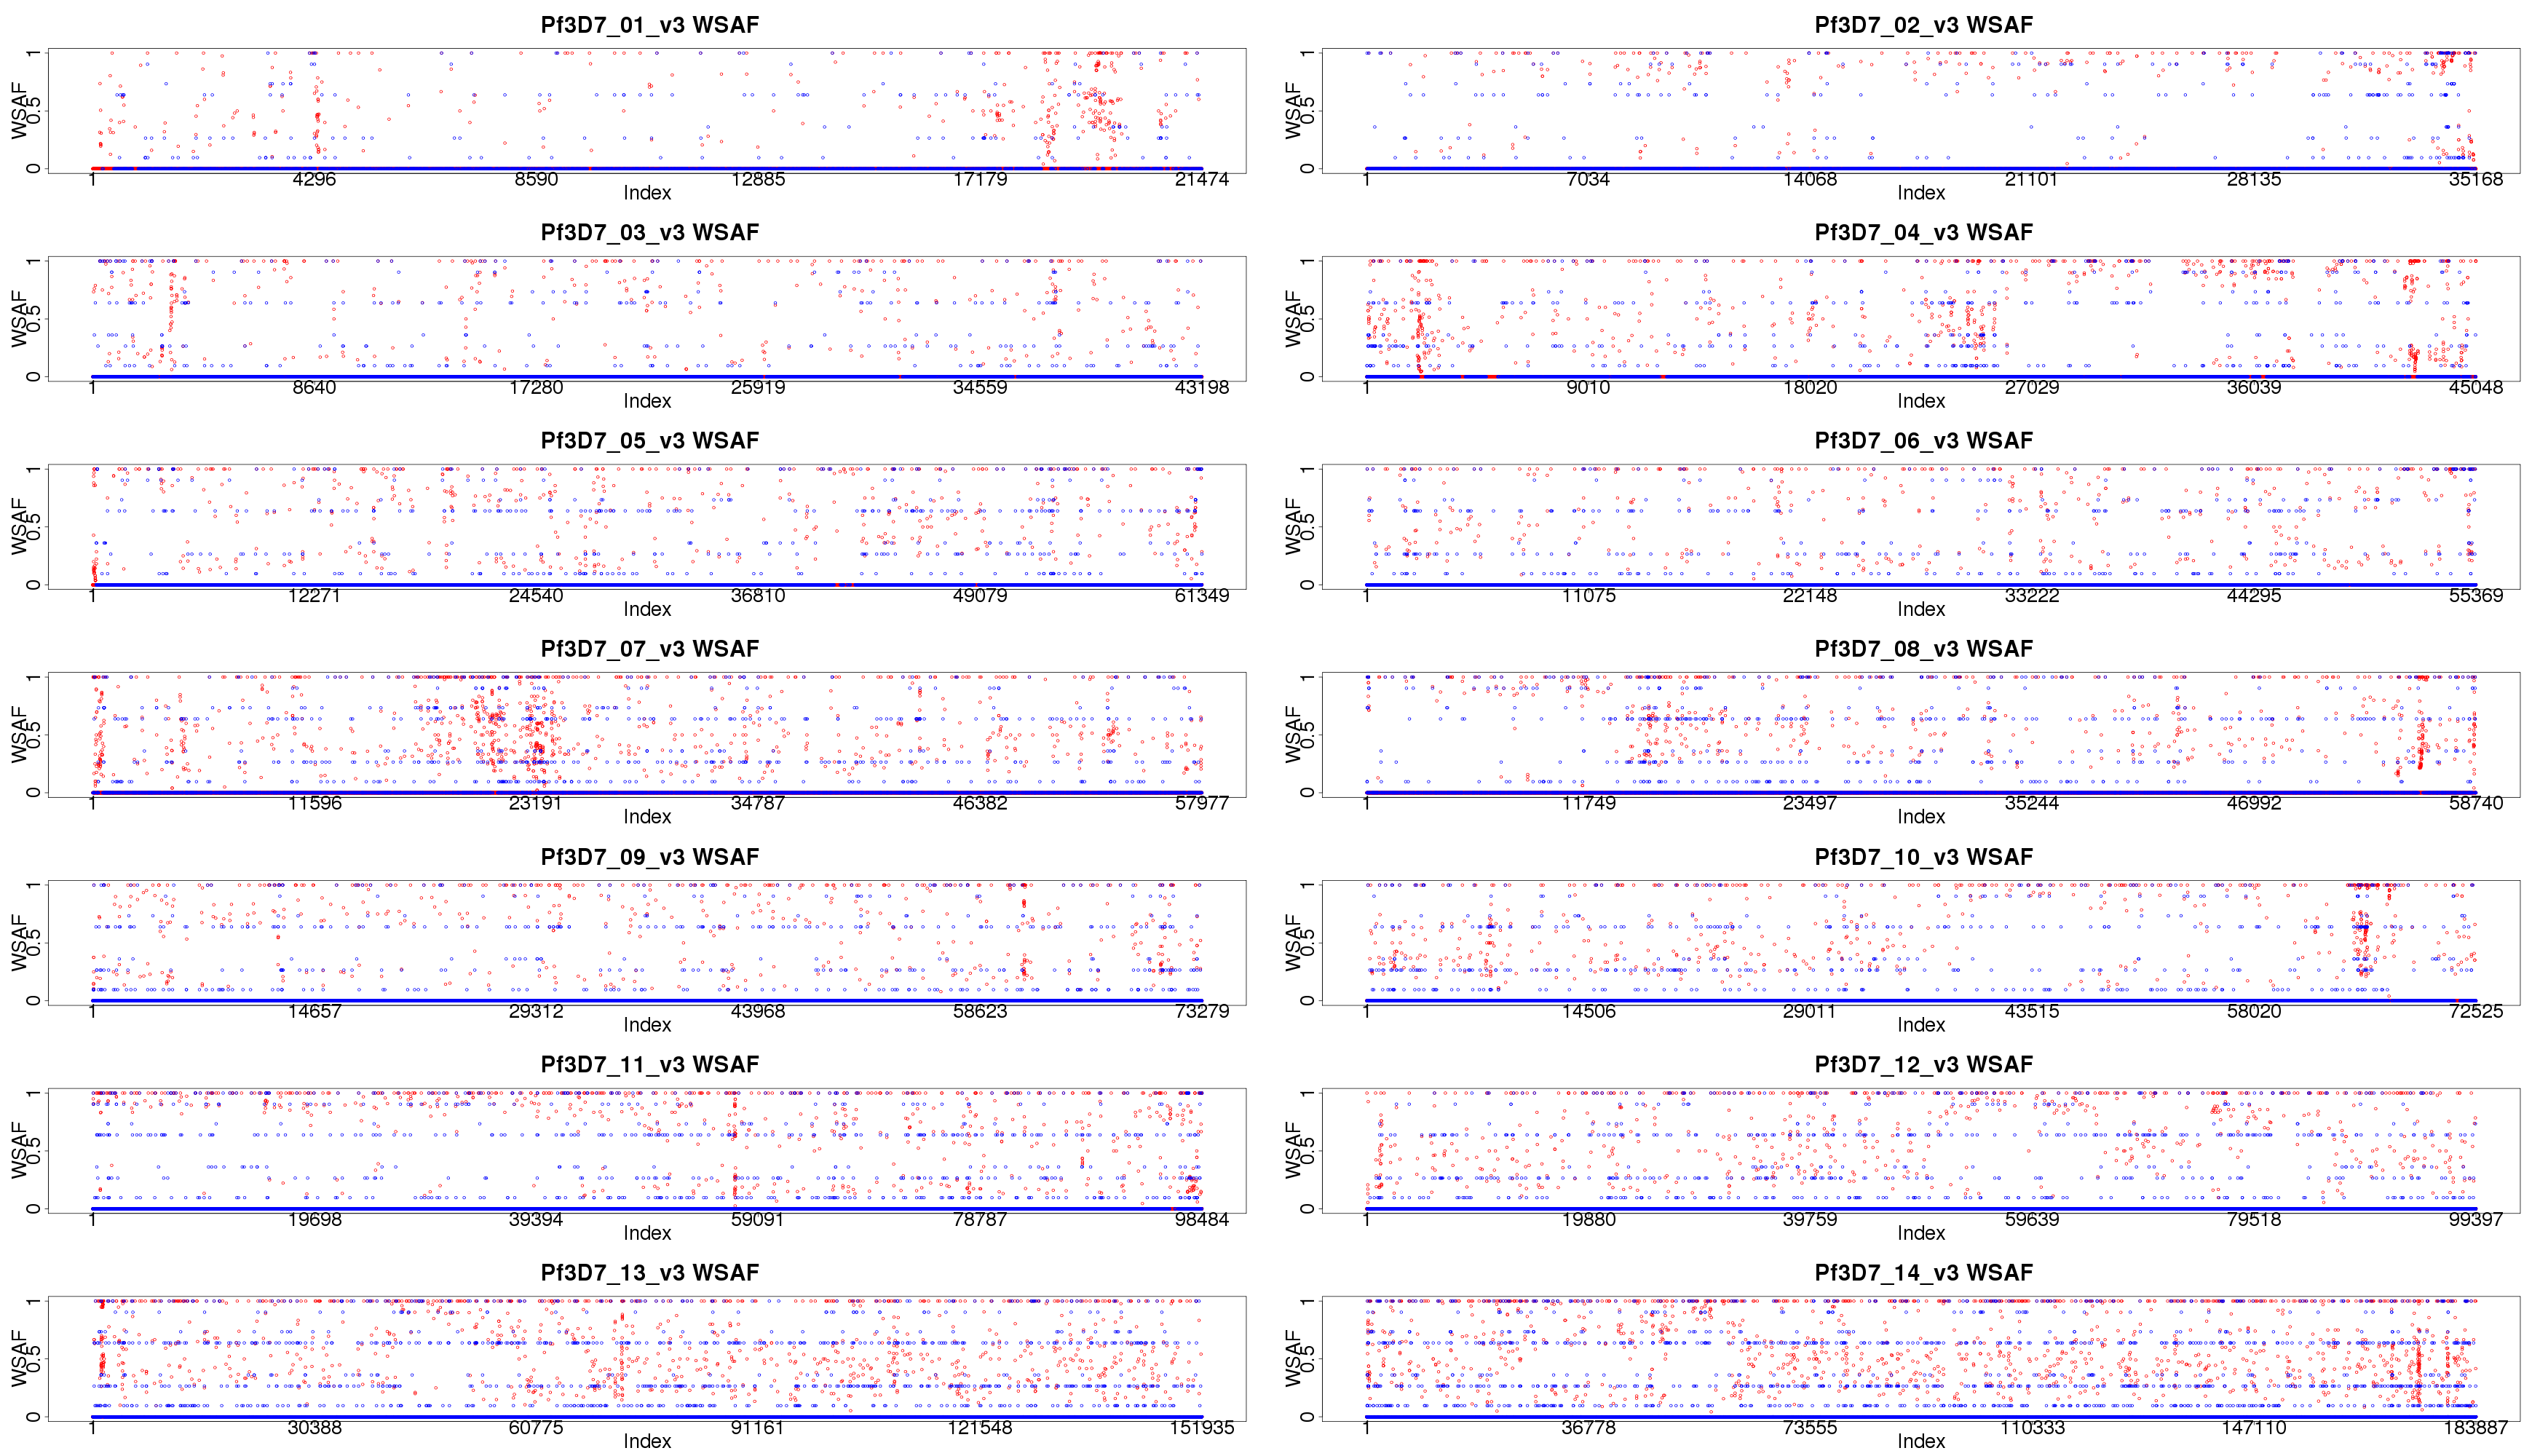 Pf3D7_01_v3 WSAF
WSAF
0 0.5 1
1 4296 8590 12885 17179 21474
Index
Pf3D7_02_v3 WSAF
WSAF
0 0.5 1
1 7034 14068 21101 28135 35168
Index
Pf3D7_03_v3 WSAF
WSAF
0 0.5 1
1 8640 17280 25919 34559 43198
Index
Pf3D7_04_v3 WSAF
WSAF
0 0.5 1
1 9010 18020 27029 36039 45048
Index
Pf3D7_05_v3 WSAF
WSAF
0 0.5 1
1 12271 24540 36810 49079 61349
Index
Pf3D7_06_v3 WSAF
WSAF
0 0.5 1
1 11075 22148 33222 44295 55369
Index
Pf3D7_07_v3 WSAF
WSAF
0 0.5 1
1 11596 23191 34787 46382 57977
Index
Pf3D7_08_v3 WSAF
WSAF
0 0.5 1
1 11749 23497 35244 46992 58740
Index
Pf3D7_09_v3 WSAF
WSAF
0 0.5 1
1 14657 29312 43968 58623 73279
Index
Pf3D7_10_v3 WSAF
WSAF
0 0.5 1
1 14506 29011 43515 58020 72525
Index
Pf3D7_11_v3 WSAF
WSAF
0 0.5 1
1 19698 39394 59091 78787 98484
Index
Pf3D7_12_v3 WSAF
WSAF
0 0.5 1
1 19880 39759 59639 79518 99397
Index
Pf3D7_13_v3 WSAF
WSAF
0 0.5 1
1 30388 60775 91161 121548 151935
Index
Pf3D7_14_v3 WSAF
WSAF
0 0.5 1
1 36778 73555 110333 147110 183887
Index